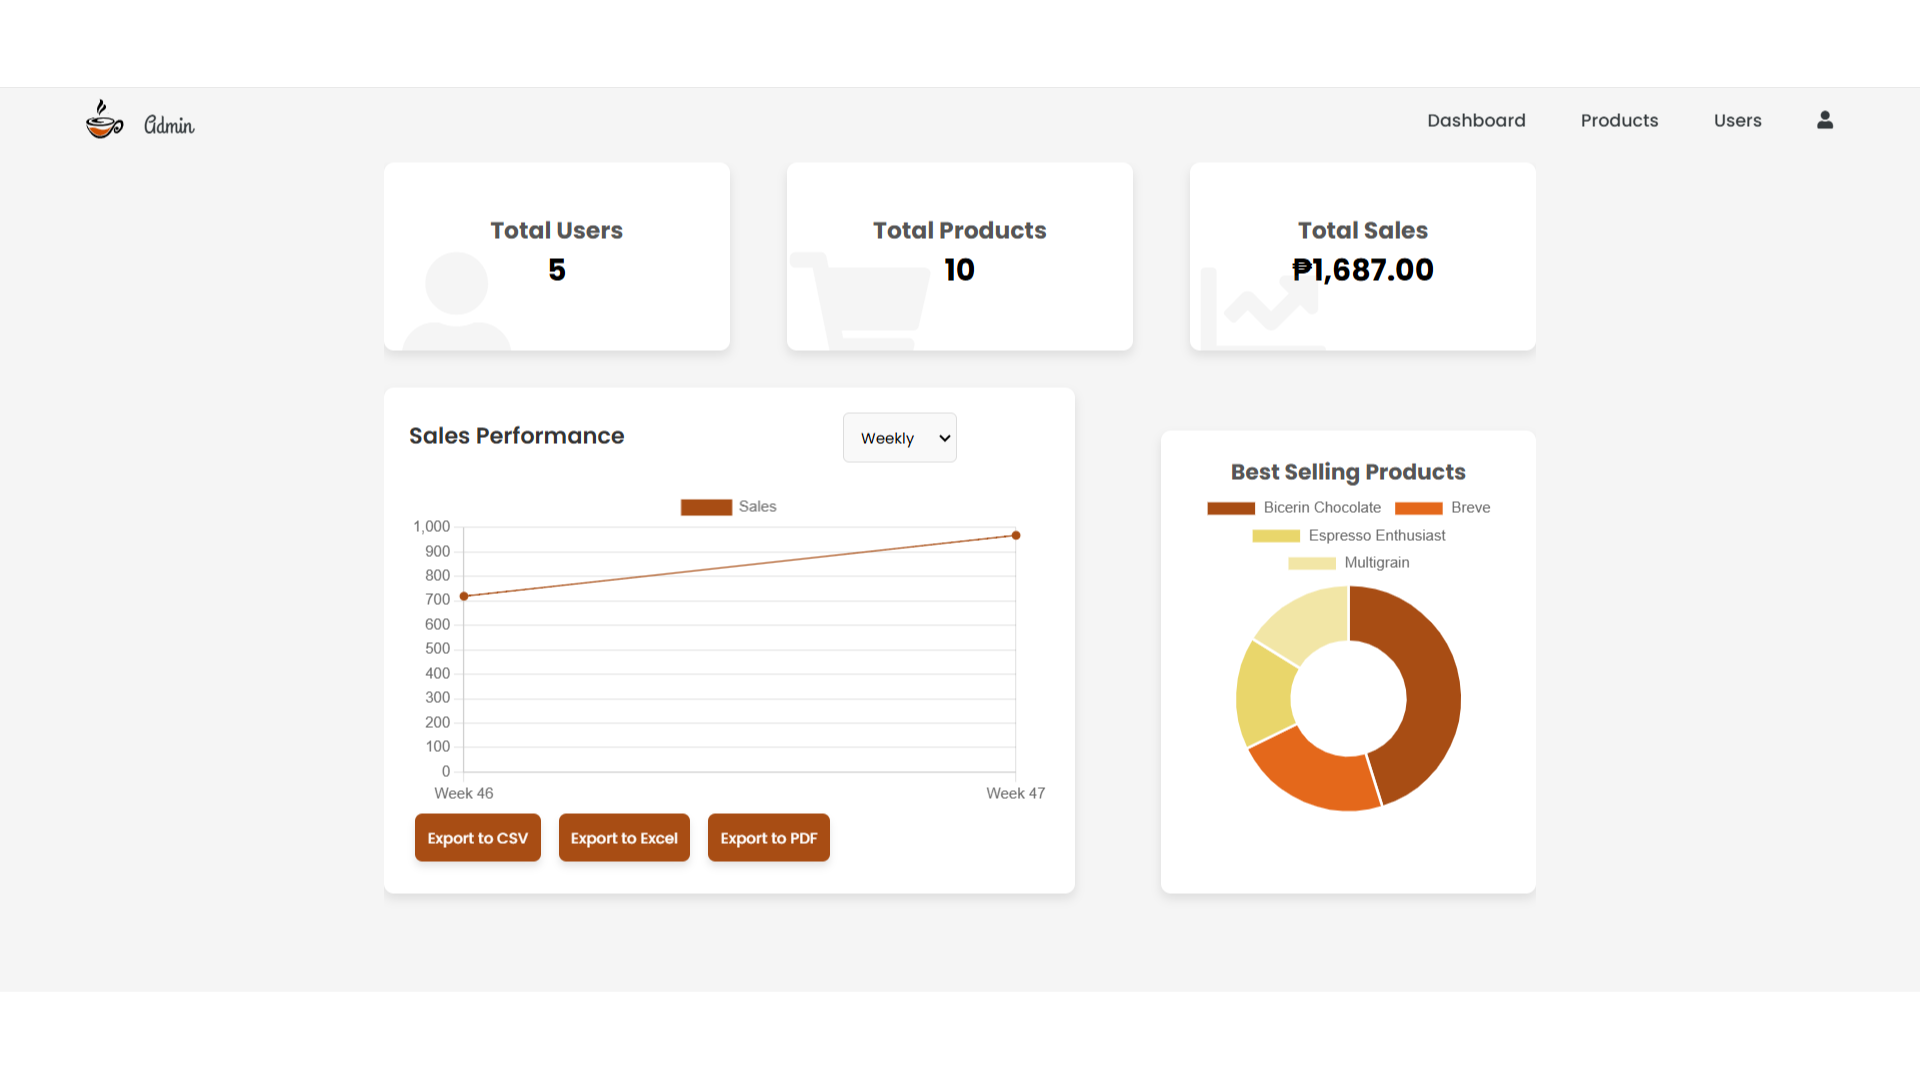 Admin
Dashboard
Products
Users
Total Users
5
Total Products
10
Total Sales
₱1,687.00
Sales Performance
Weekly
Sales
1,000
900
800
700
600
500
400
300
200
100
0
Week 46
Week 47
Export to CSV
Export to Excel
Export to PDF
Best Selling Products
Bicerin Chocolate
Breve
Espresso Enthusiast
Multigrain